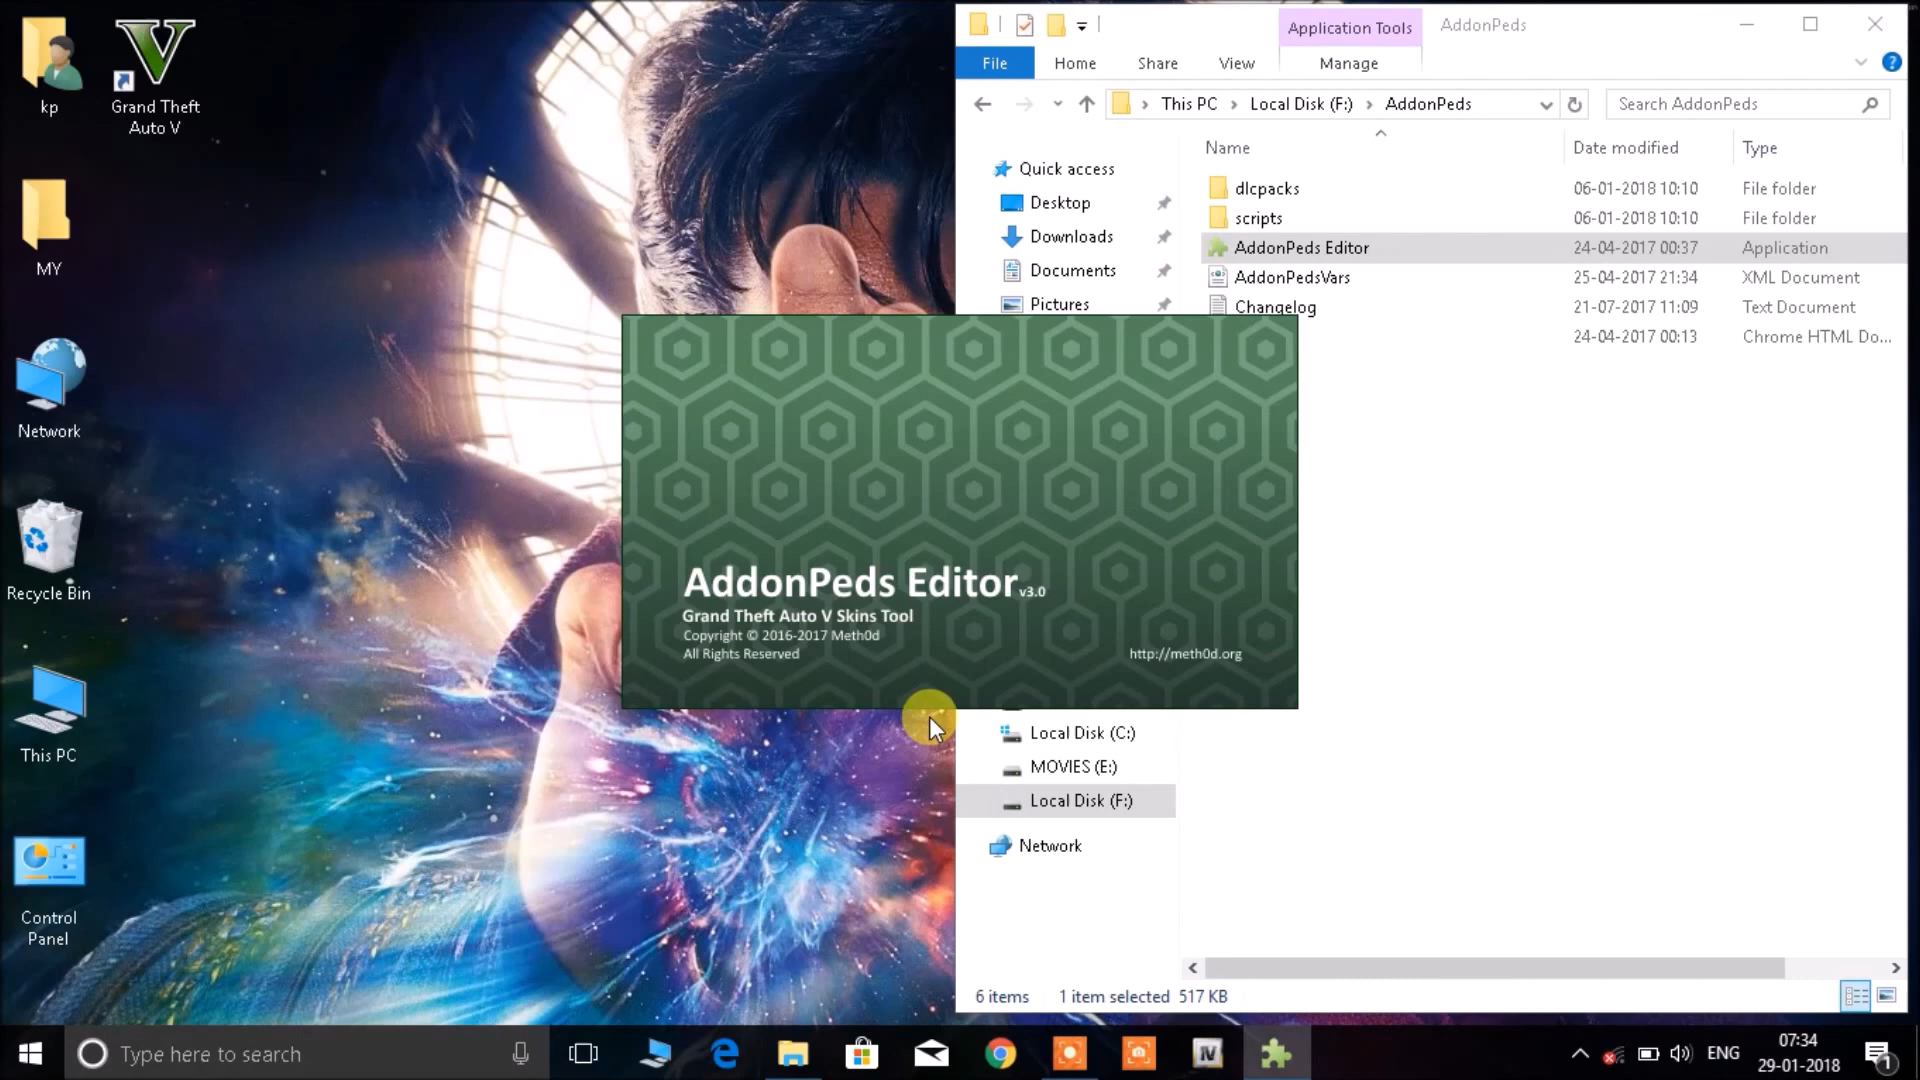 kp
Grand Theft
Auto V
MY
Network
Recycle Bin
This PC
Control
Panel
Application Tools
AddonPeds
File
Home
Share
View
Manage
This PC
Local Disk (F:)
AddonPeds
Search AddonPeds
Name
Date modified
Type
Quick access
Desktop
Downloads
Documents
Pictures
dlcpacks 06-01-2018 10:10 File folder
scripts 06-01-2018 10:10 File folder
AddonPeds Editor 24-04-2017 00:37 Application
AddonPedsVars 25-04-2017 21:34 XML Document
Changelog 21-07-2017 11:09 Text Document
24-04-2017 00:13 Chrome HTML Do...
AddonPeds Editor v3.0
Grand Theft Auto V Skins Tool
Copyright © 2016-2017 Meth0d
All Rights Reserved
http://meth0d.org
Local Disk (C:)
MOVIES (E:)
Local Disk (F:)
Network
6 items 1 item selected 517 KB
Type here to search
IV
ENG
07:34
29-01-2018
1